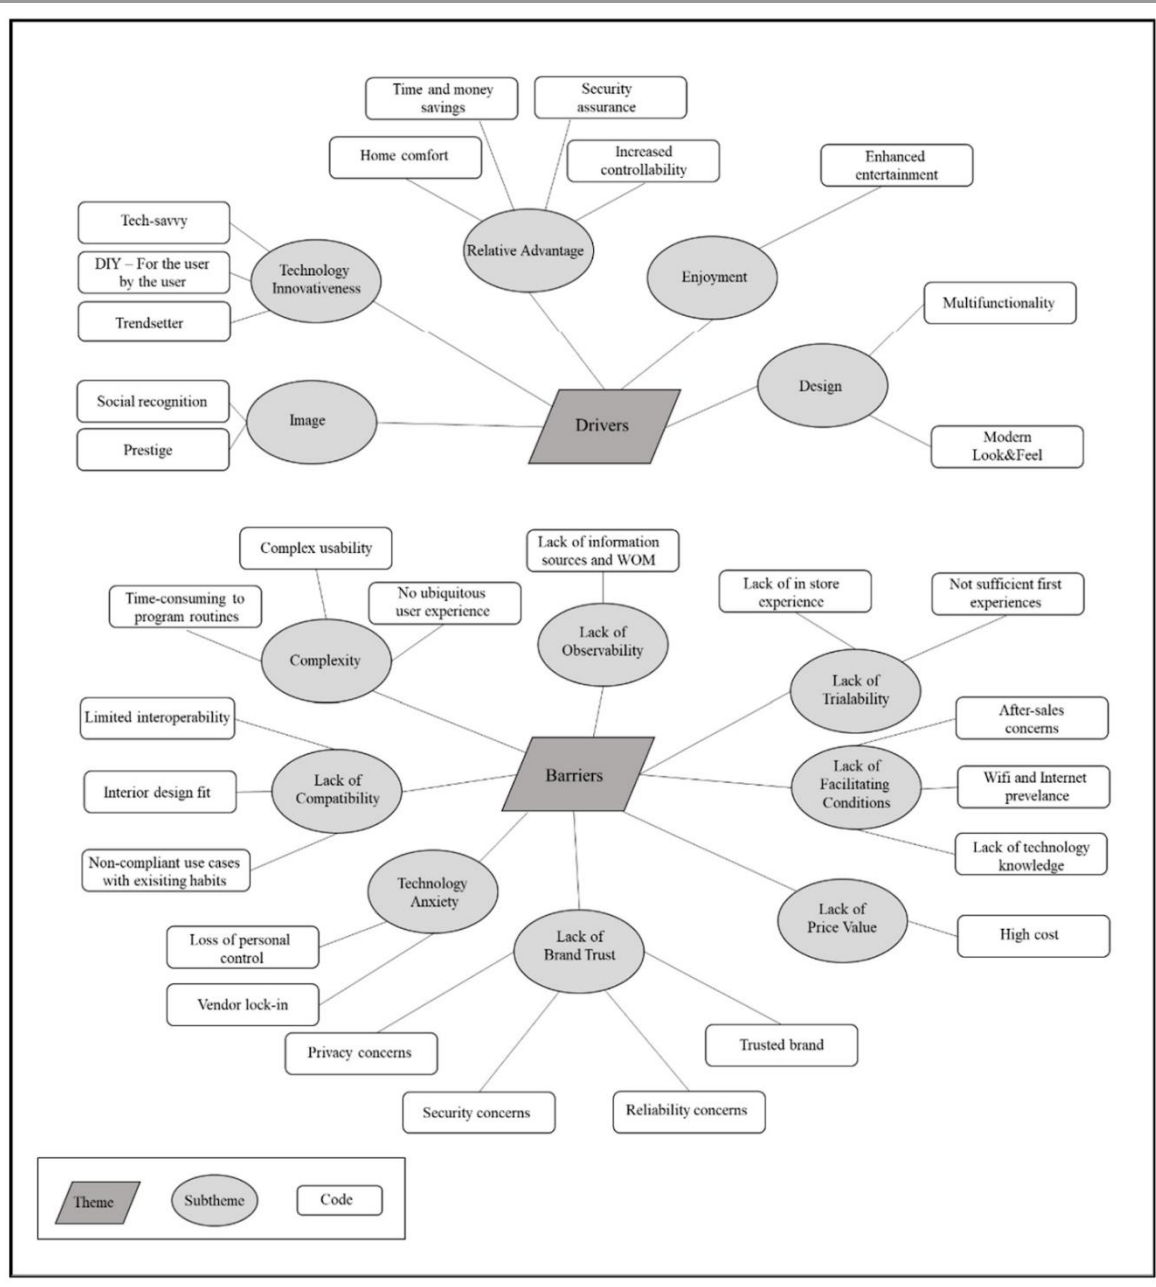 Time and money
savings
Security
assurance
Home comfort
Increased
controllability
Enhanced
entertainment
Tech-savvy
DIY – For the user
by the user
Trendsetter
Technology
Innovativeness
Relative Advantage
Enjoyment
Multifunctionality
Design
Social recognition
Prestige
Image
Drivers
Modern
Look&Feel
Complex usability
Lack of information
sources and WOM
Time-consuming to
program routines
No ubiquitous
user experience
Lack of in store
experience
Not sufficient first
experiences
Complexity
Lack of
Observability
Lack of
Trialability
Limited interoperability
After-sales
concerns
Interior design fit
Lack of
Compatibility
Barriers
Lack of
Facilitating
Conditions
Wifi and Internet
prevelance
Non-compliant use cases
with exisiting habits
Lack of technology
knowledge
Technology
Anxiety
Lack of
Price Value
High cost
Loss of personal
control
Lack of
Brand Trust
Vendor lock-in
Privacy concerns
Trusted brand
Security concerns
Reliability concerns
Theme
Subtheme
Code